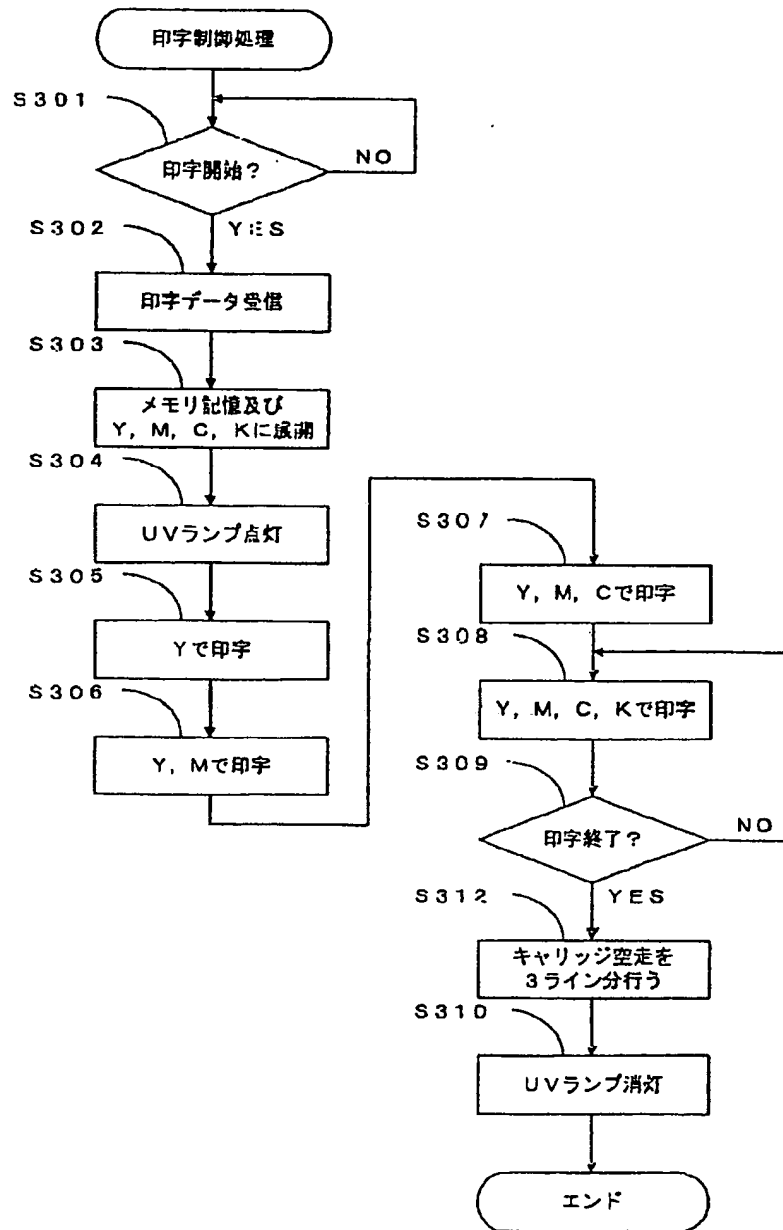 印字制御処理
S301
印字開始？
NO
YES
S302
印字データ受信
S303
メモリ記憶及び
Y，M，C，Kに展開
S304
UVランプ点灯
S305
Yで印字
S306
Y，Mで印字
S307
Y，M，Cで印字
S308
Y，M，C，Kで印字
S309
印字終了？
NO
YES
S312
キャリッジ空走を
3ライン分行う
S310
UVランプ消灯
エンド